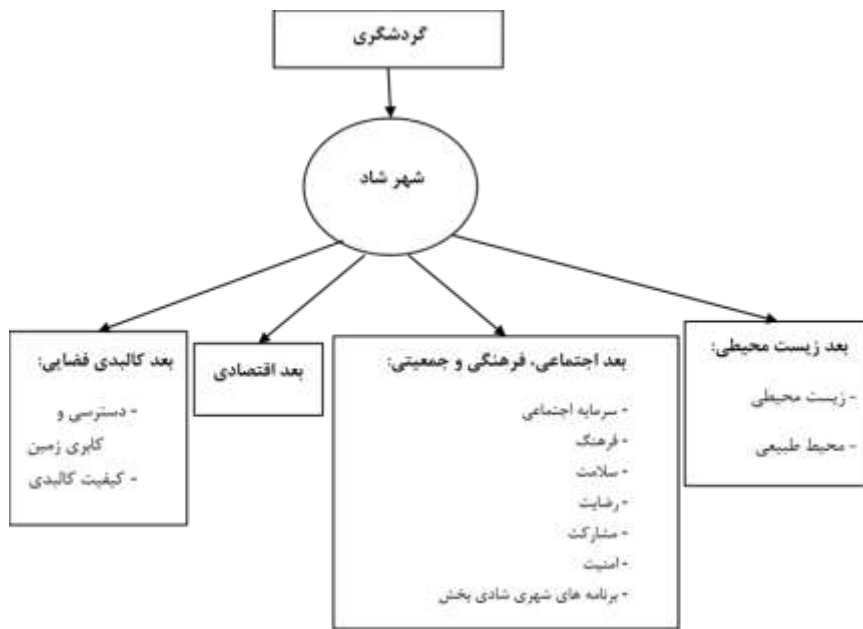 گردشگری
شهر شاد
بعد زیست محیطی:
- زیست محیطی
- محیط طبیعی
بعد اجتماعی، فرهنگی و جمعیتی:
- سرمایه اجتماعی
- فرهنگ
- سلامت
- رضایت
- مشارکت
- امنیت
- برنامه های شهری شادی بخش
بعد اقتصادی
بعد کالبدی فضایی:
- دسترسی و
کابری زمین
- کیفیت کالبدی